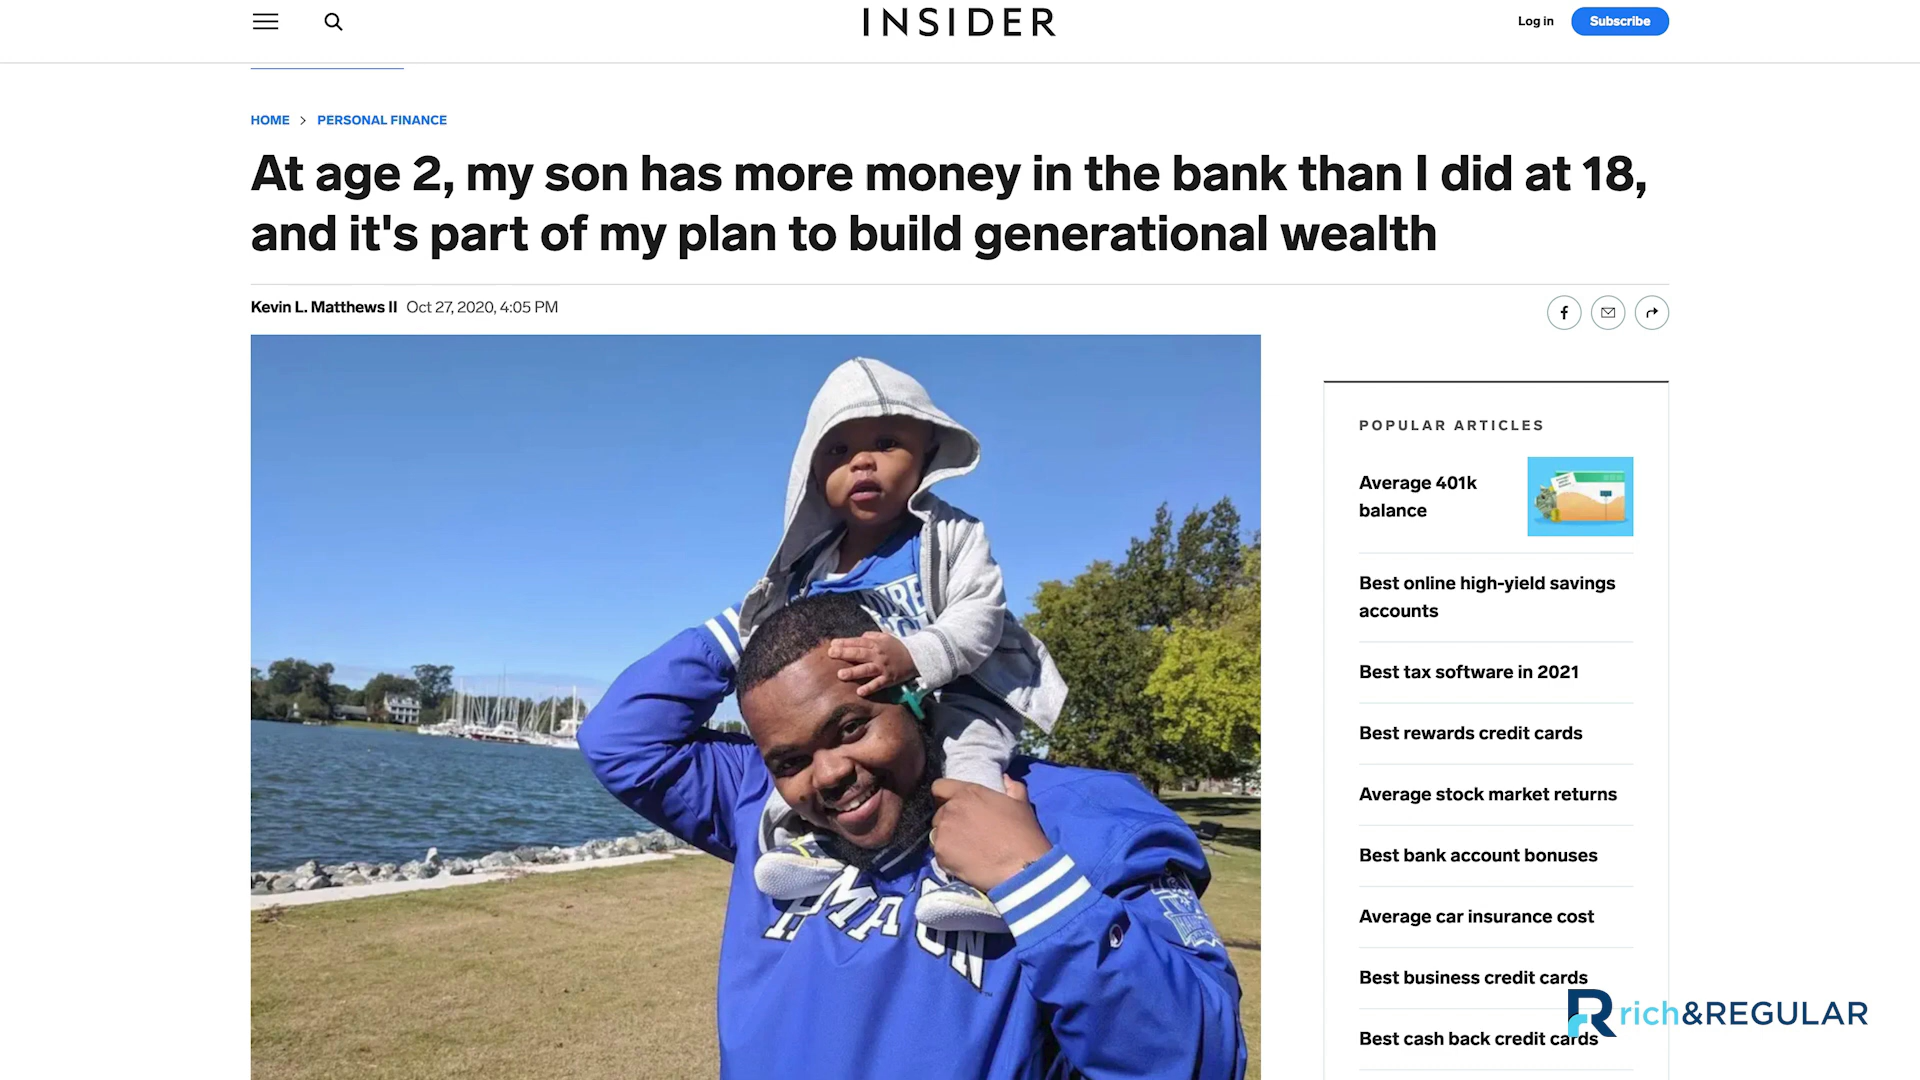 INSIDER
Log in
Subscribe
HOME > PERSONAL FINANCE
At age 2, my son has more money in the bank than I did at 18,
and it's part of my plan to build generational wealth
Kevin L. Matthews II Oct 27, 2020, 4:05 PM
POPULAR ARTICLES
Average 401k
balance
Best online high-yield savings
accounts
Best tax software in 2021
Best rewards credit cards
Average stock market returns
Best bank account bonuses
Average car insurance cost
Best business credit cards
Best cash back credit cards
rich&REGULAR